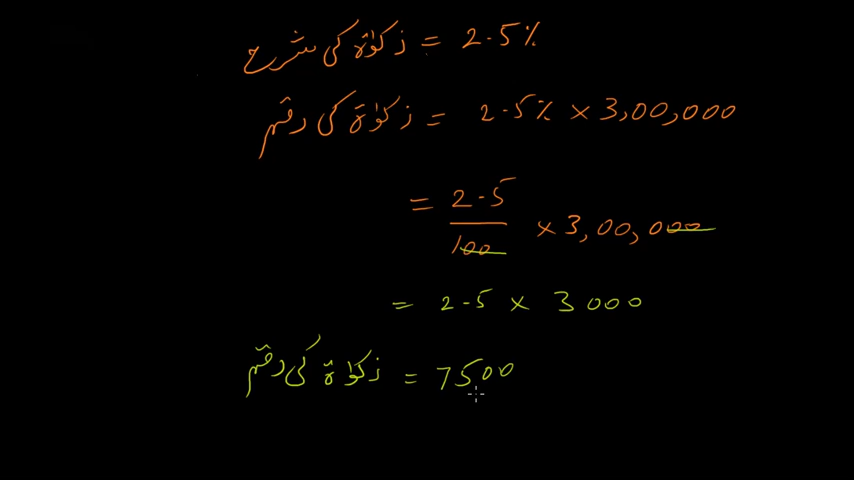 زکوٰۃ کی شرح = 2.5%
زکوٰۃ کی رقم = 2.5% × 3,00,000
= 2.5/100 × 3,00,000
= 2.5 × 3000
زکوٰۃ کی رقم = 7500